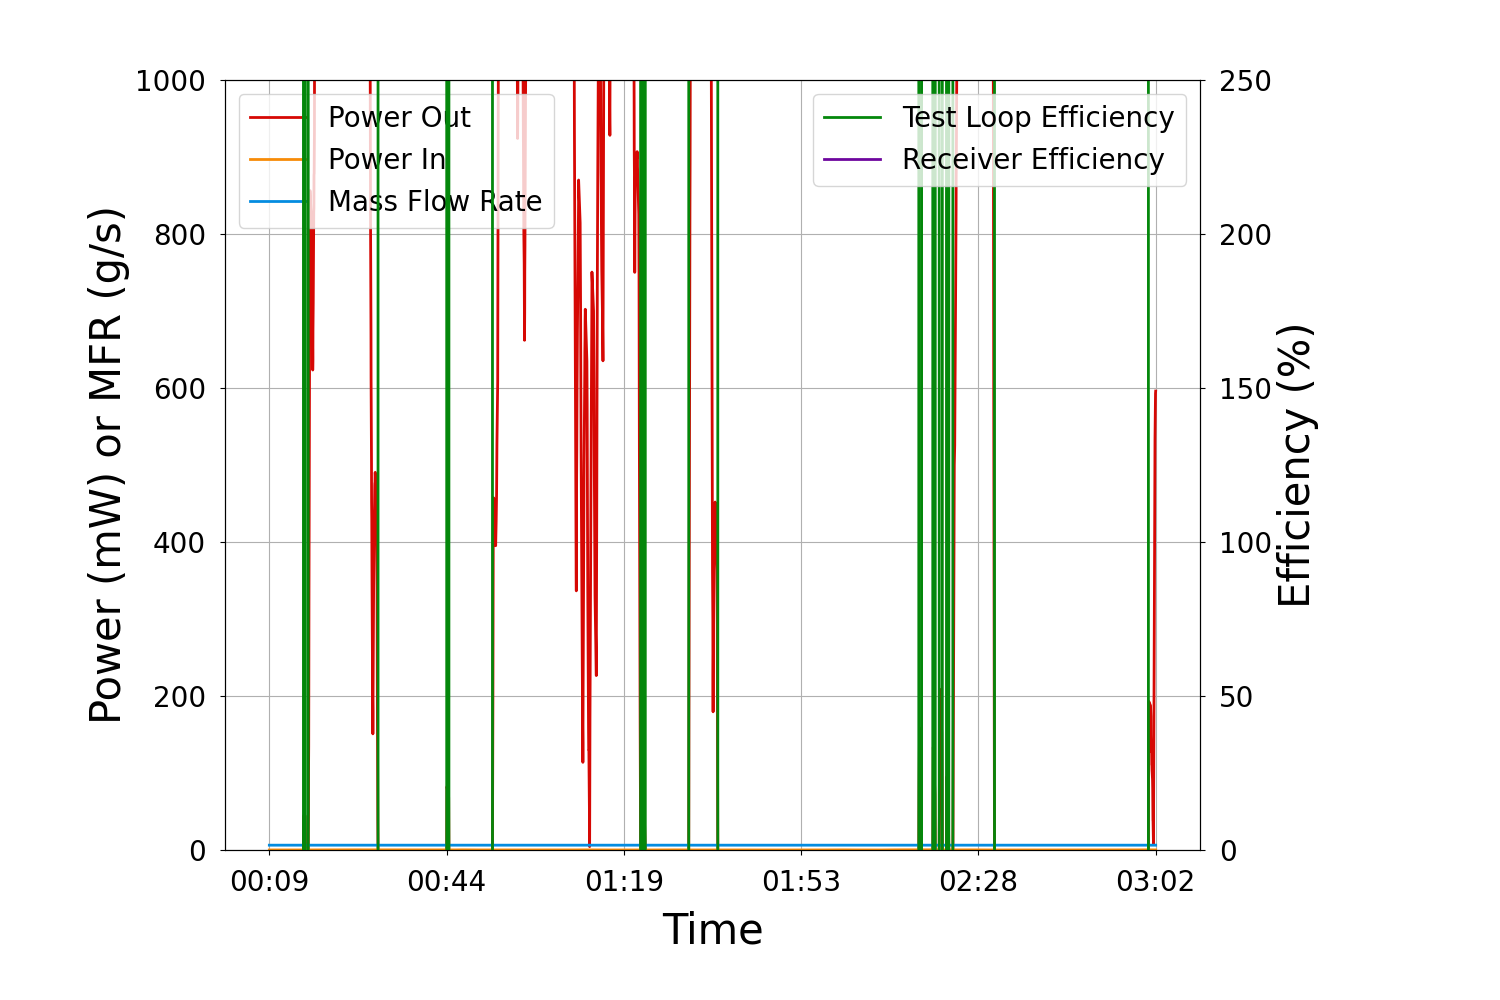 1000
800
600
400
200
0
Power (mW) or MFR (g/s)
Power Out
Power In
Mass Flow Rate
Test Loop Efficiency
Receiver Efficiency
250
200
150
100
50
0
Efficiency (%)
00:09 00:44 01:19 01:53 02:28 03:02
Time